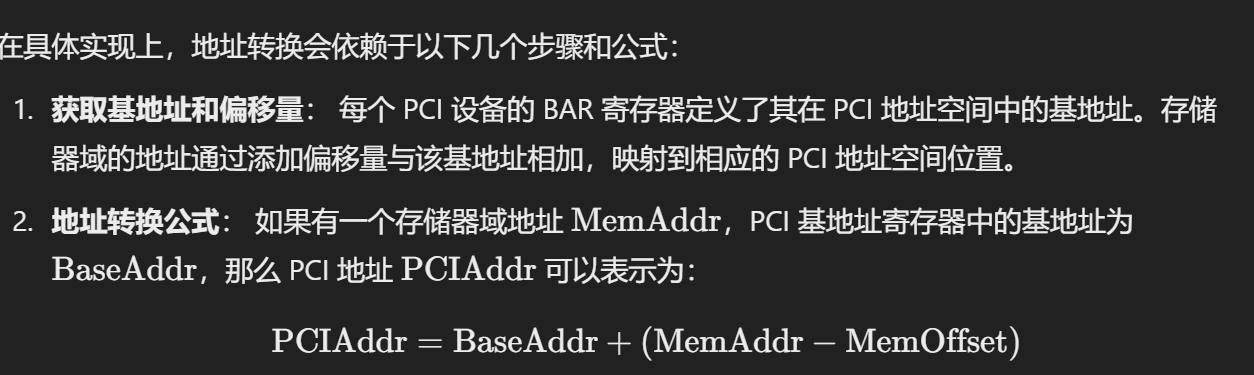 在具体实现上，地址转换会依赖于以下几个步骤和公式：
1. 获取基地址和偏移量： 每个 PCI 设备的 BAR 寄存器定义了其在 PCI 地址空间中的基地址。存储
器域的地址通过添加偏移量与该基地址相加，映射到相应的 PCI 地址空间位置。
2. 地址转换公式： 如果有一个存储器域地址 MemAddr，PCI 基地址寄存器中的基地址为
BaseAddr，那么 PCI 地址 PCIAddr 可以表示为：
PCIAddr = BaseAddr + (MemAddr − MemOffset)